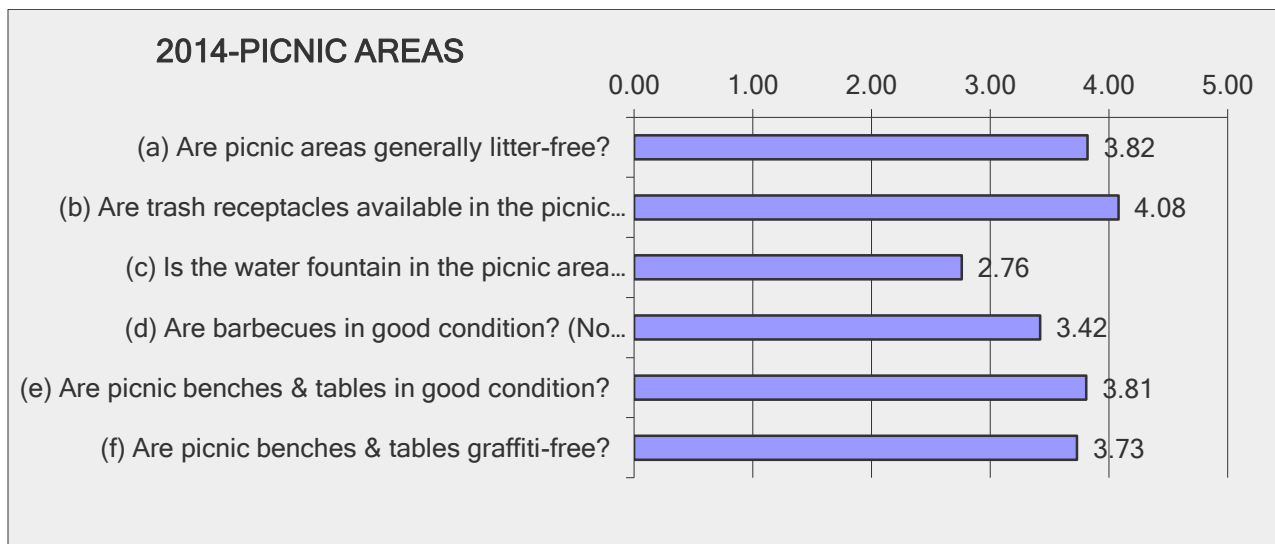 2014-PICNIC AREAS
0.00 1.00 2.00 3.00 4.00 5.00
(a) Are picnic areas generally litter-free? 3.82
(b) Are trash receptacles available in the picnic... 4.08
(c) Is the water fountain in the picnic area... 2.76
(d) Are barbecues in good condition? (No... 3.42
(e) Are picnic benches & tables in good condition? 3.81
(f) Are picnic benches & tables graffiti-free? 3.73